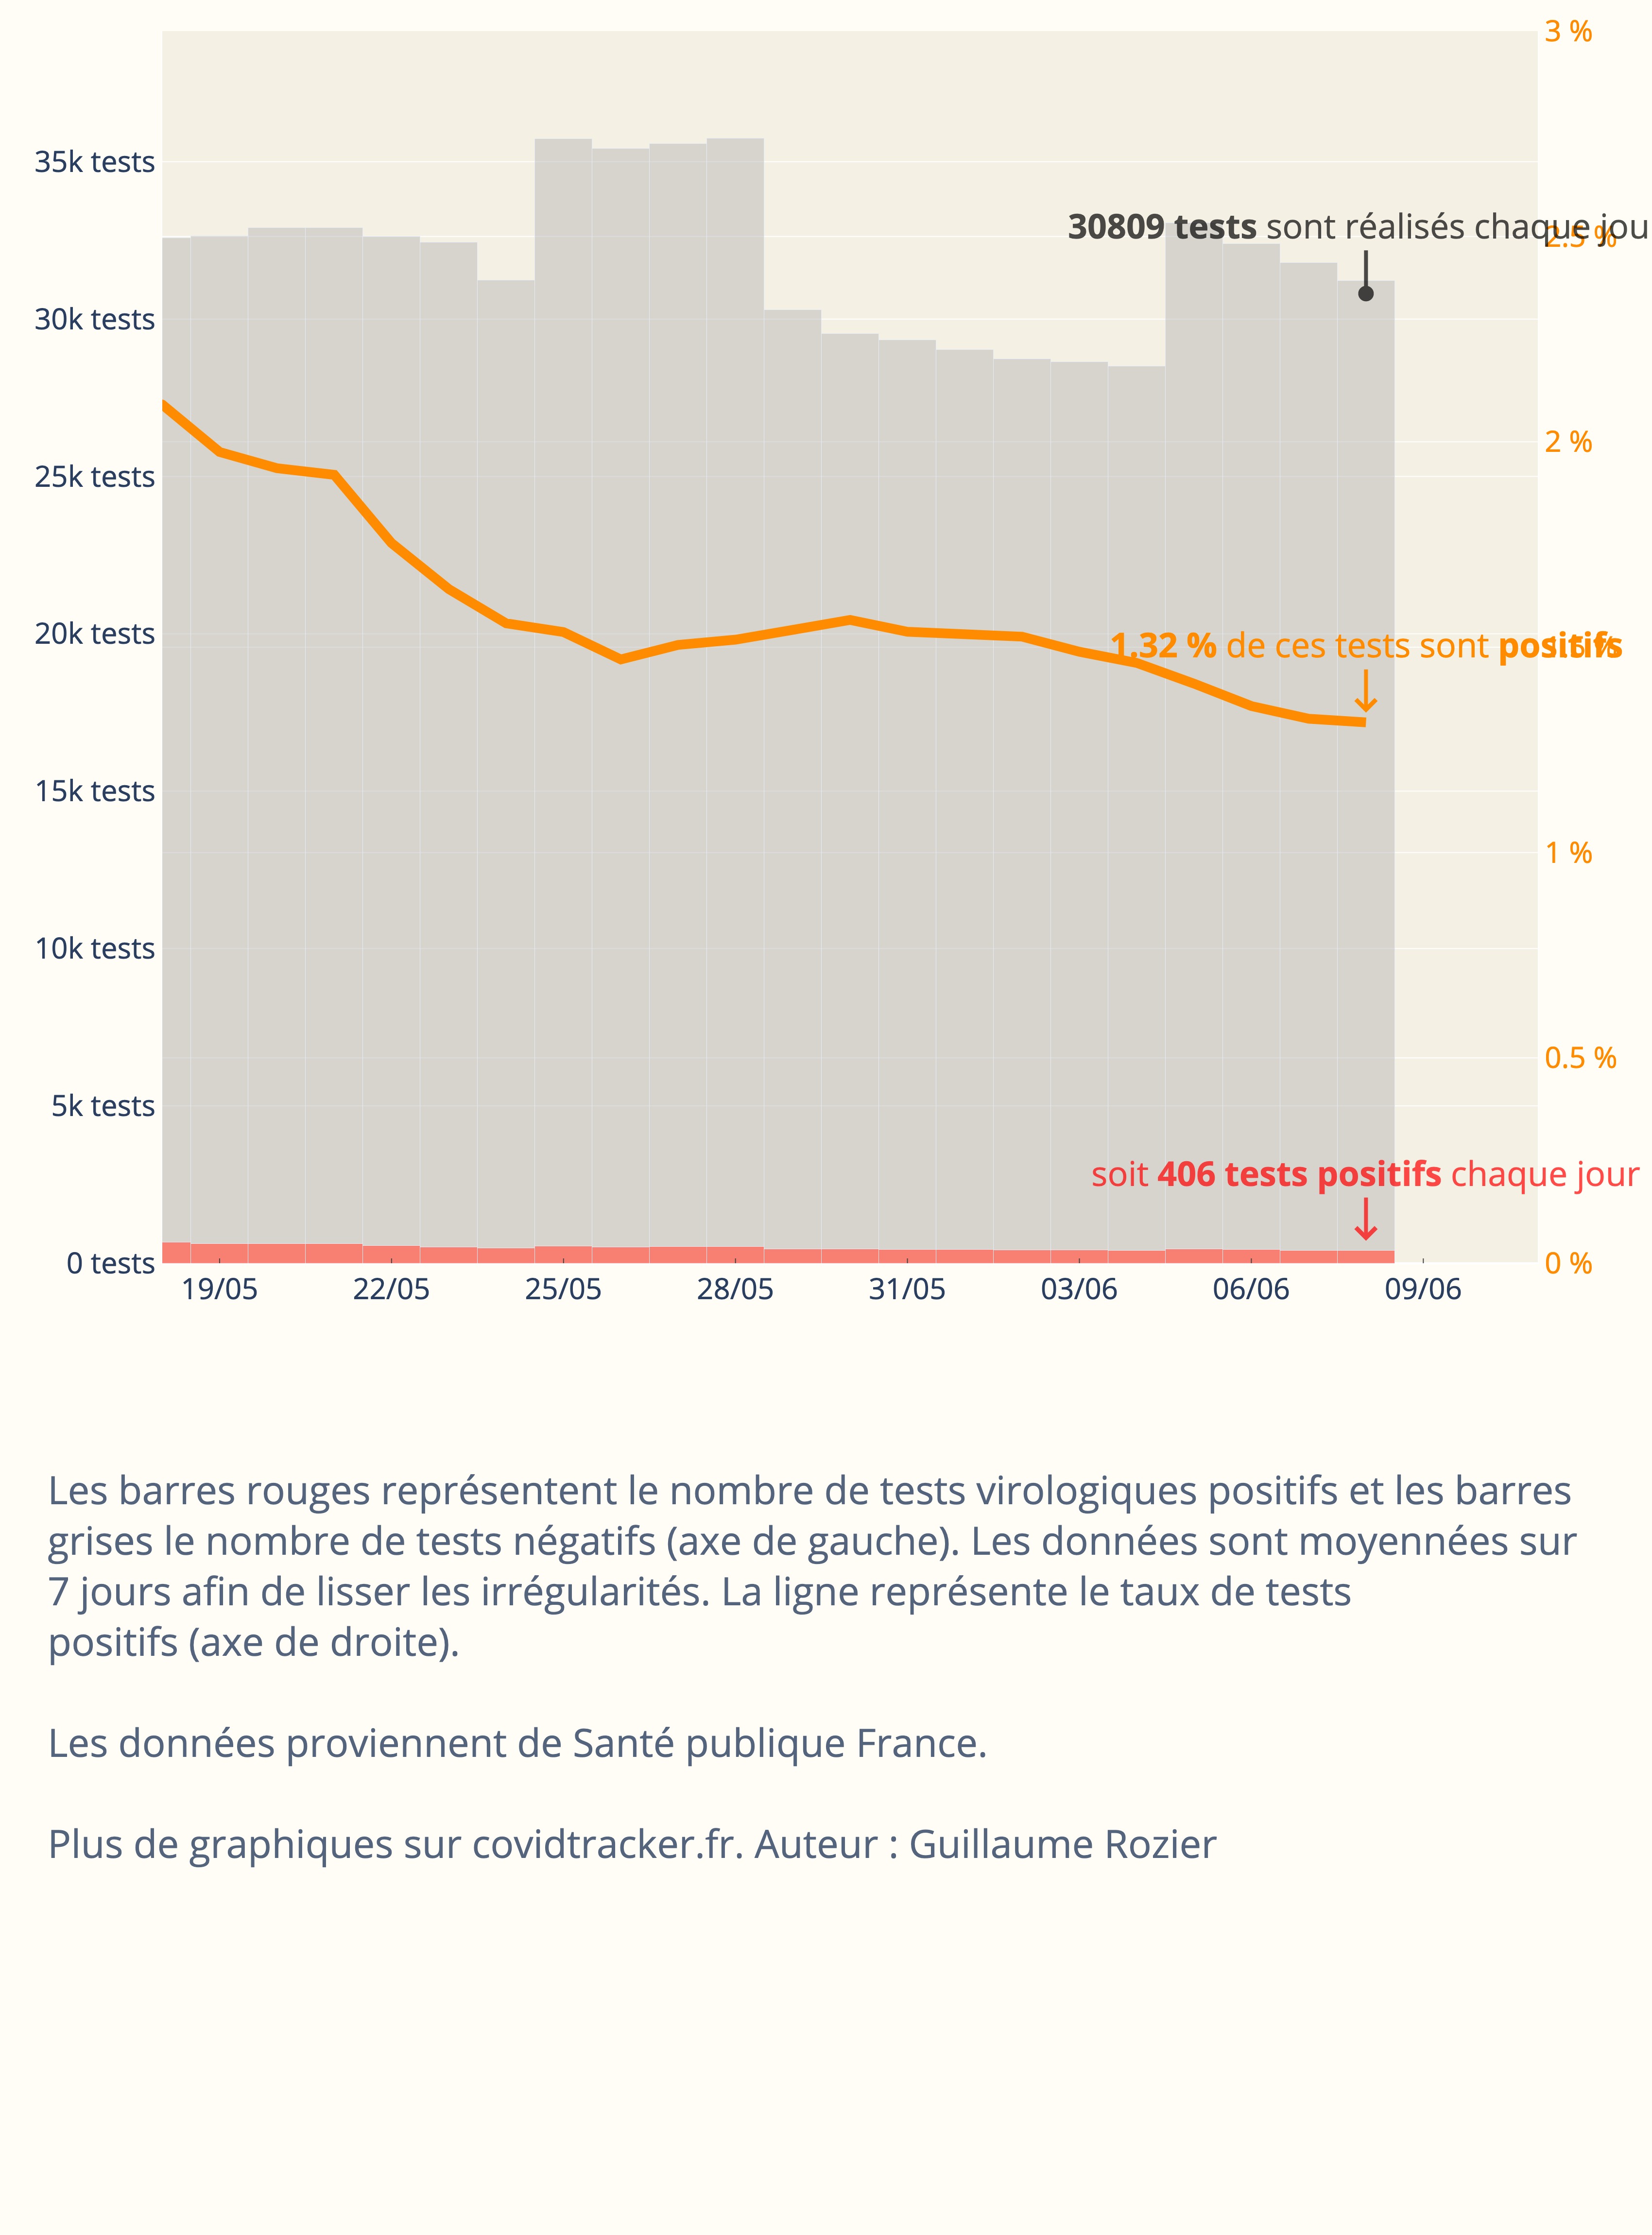 3 %
35k tests
30809 tests sont réalisés chaque jou
2.5 %
30k tests
2 %
25k tests
20k tests
1.32 % de ces tests sont positifs
15k tests
1 %
10k tests
0.5 %
5k tests
soit 406 tests positifs chaque jour
0 tests
0 %
19/05 22/05 25/05 28/05 31/05 03/06 06/06 09/06
Les barres rouges représentent le nombre de tests virologiques positifs et les barres
grises le nombre de tests négatifs (axe de gauche). Les données sont moyennées sur
7 jours afin de lisser les irrégularités. La ligne représente le taux de tests
positifs (axe de droite).
Les données proviennent de Santé publique France.
Plus de graphiques sur covidtracker.fr. Auteur : Guillaume Rozier